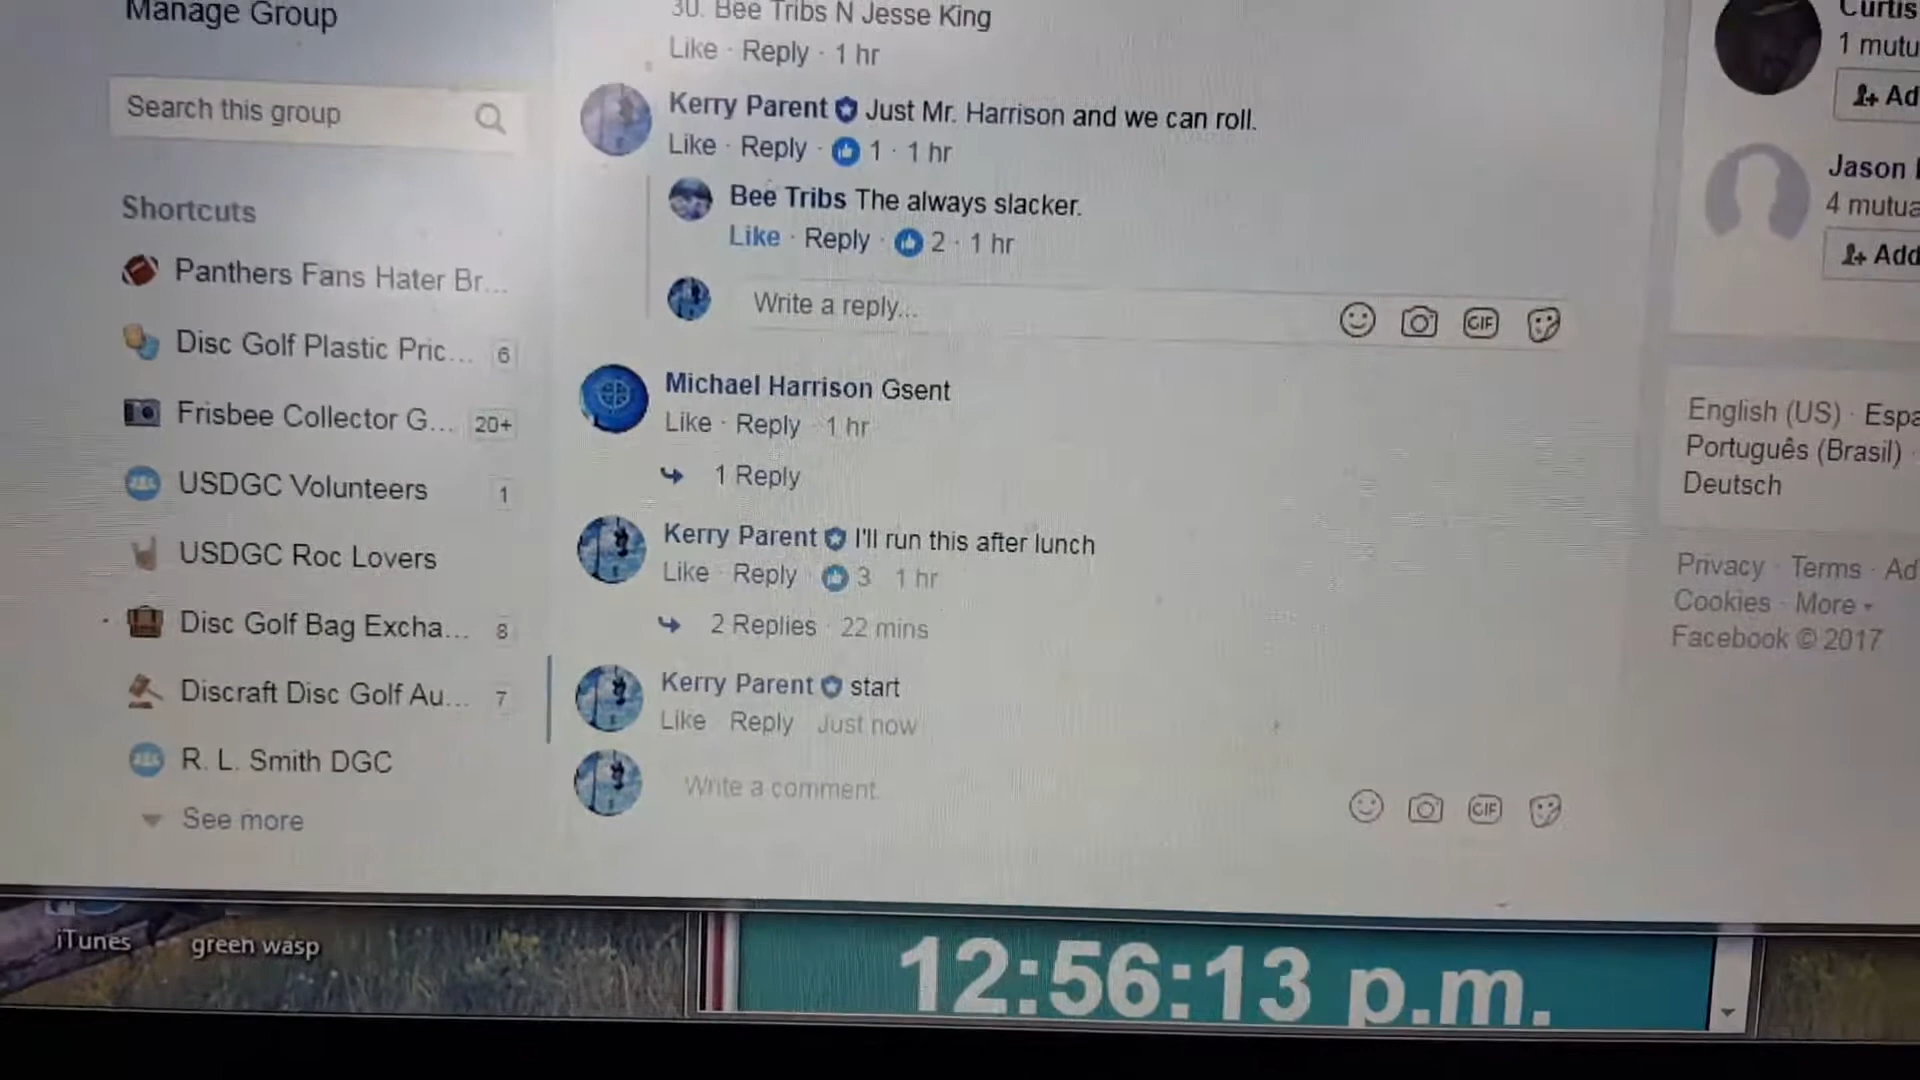 Manage Group
Search this group
Shortcuts
Panthers Fans Hater Br...
Disc Golf Plastic Pric... 6
Frisbee Collector G... 20+
USDGC Volunteers 1
USDGC Roc Lovers
Disc Golf Bag Excha... 8
Discraft Disc Golf Au... 7
R. L. Smith DGC
See more
30. Bee Tribs N Jesse King
Like · Reply · 1 hr
Kerry Parent Just Mr. Harrison and we can roll.
Like · Reply · 1 · 1 hr
Bee Tribs The always slacker.
Like · Reply · 2 · 1 hr
Write a reply...
GIF
Michael Harrison Gsent
Like · Reply · 1 hr
1 Reply
Kerry Parent I'll run this after lunch
Like · Reply · 3 · 1 hr
2 Replies · 22 mins
Kerry Parent start
Like · Reply · Just now
Write a comment
GIF
Curtis
1 mutu
Ad
Jason
4 mutua
Add
English (US) · Espa
Português (Brasil) ·
Deutsch
Privacy · Terms · Ad
Cookies · More
Facebook © 2017
iTunes
green wasp
12:56:13 p.m.